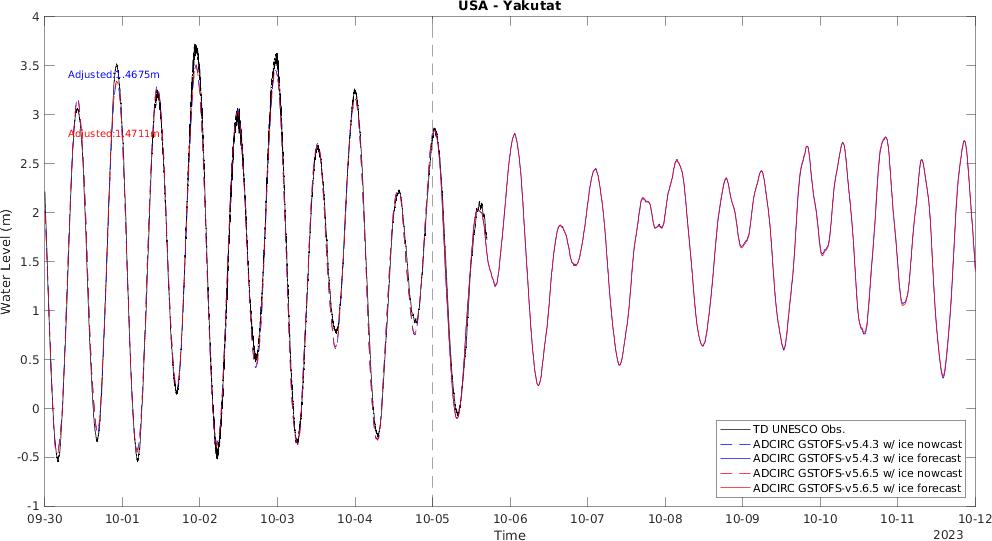 USA - Yakutat
4
3.5
3
2.5
2
1.5
1
0.5
0
-0.5
-1
Water Level (m)
Adjusted:1.4675m
Adjusted:1.4711m
TD UNESCO Obs.
ADCIRC GSTOFS-v5.4.3 w/ ice nowcast
ADCIRC GSTOFS-v5.4.3 w/ ice forecast
ADCIRC GSTOFS-v5.6.5 w/ ice nowcast
ADCIRC GSTOFS-v5.6.5 w/ ice forecast
09-30 10-01 10-02 10-03 10-04 10-05 10-06 10-07 10-08 10-09 10-10 10-11 10-12
Time
2023